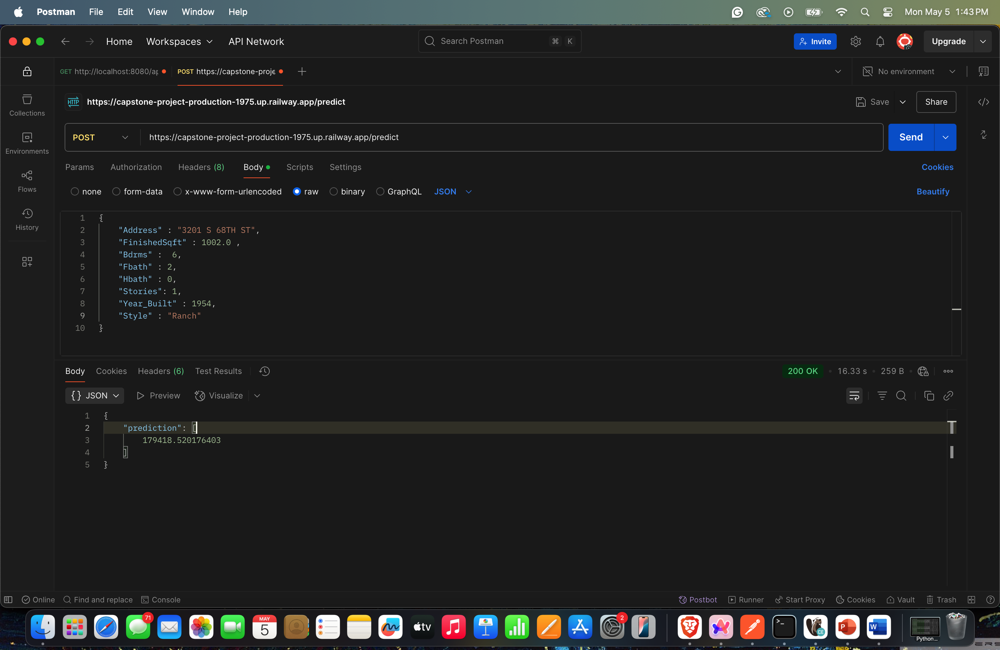 Postman File Edit View Window Help Mon May 5 1:43 PM
Home Workspaces API Network Search Postman ⌘ K Invite Upgrade
GET http://localhost:8080/ap POST https://capstone-proje No environment
HTTP https://capstone-project-production-1975.up.railway.app/predict Save Share
POST https://capstone-project-production-1975.up.railway.app/predict Send
Collections
Environments
Flows
History
Params Authorization Headers (8) Body Scripts Settings Cookies
none form-data x-www-form-urlencoded raw binary GraphQL JSON Beautify
1 {
2 "Address" : "3201 S 68TH ST",
3 "FinishedSqft" : 1002.0 ,
4 "Bdrms" :  6,
5 "Fbath" : 2,
6 "Hbath" : 0,
7 "Stories": 1,
8 "Year_Built" : 1954,
9 "Style" : "Ranch"
10 }
Body Cookies Headers (6) Test Results 200 OK 16.33 s 259 B
{ } JSON Preview Visualize
1 {
2 "prediction": [
3 179418.520176403
4 ]
5 }
Online Find and replace Console Postbot Runner Start Proxy Cookies Vault Trash
71 MAY 5 tv 2 CE P W
Python...